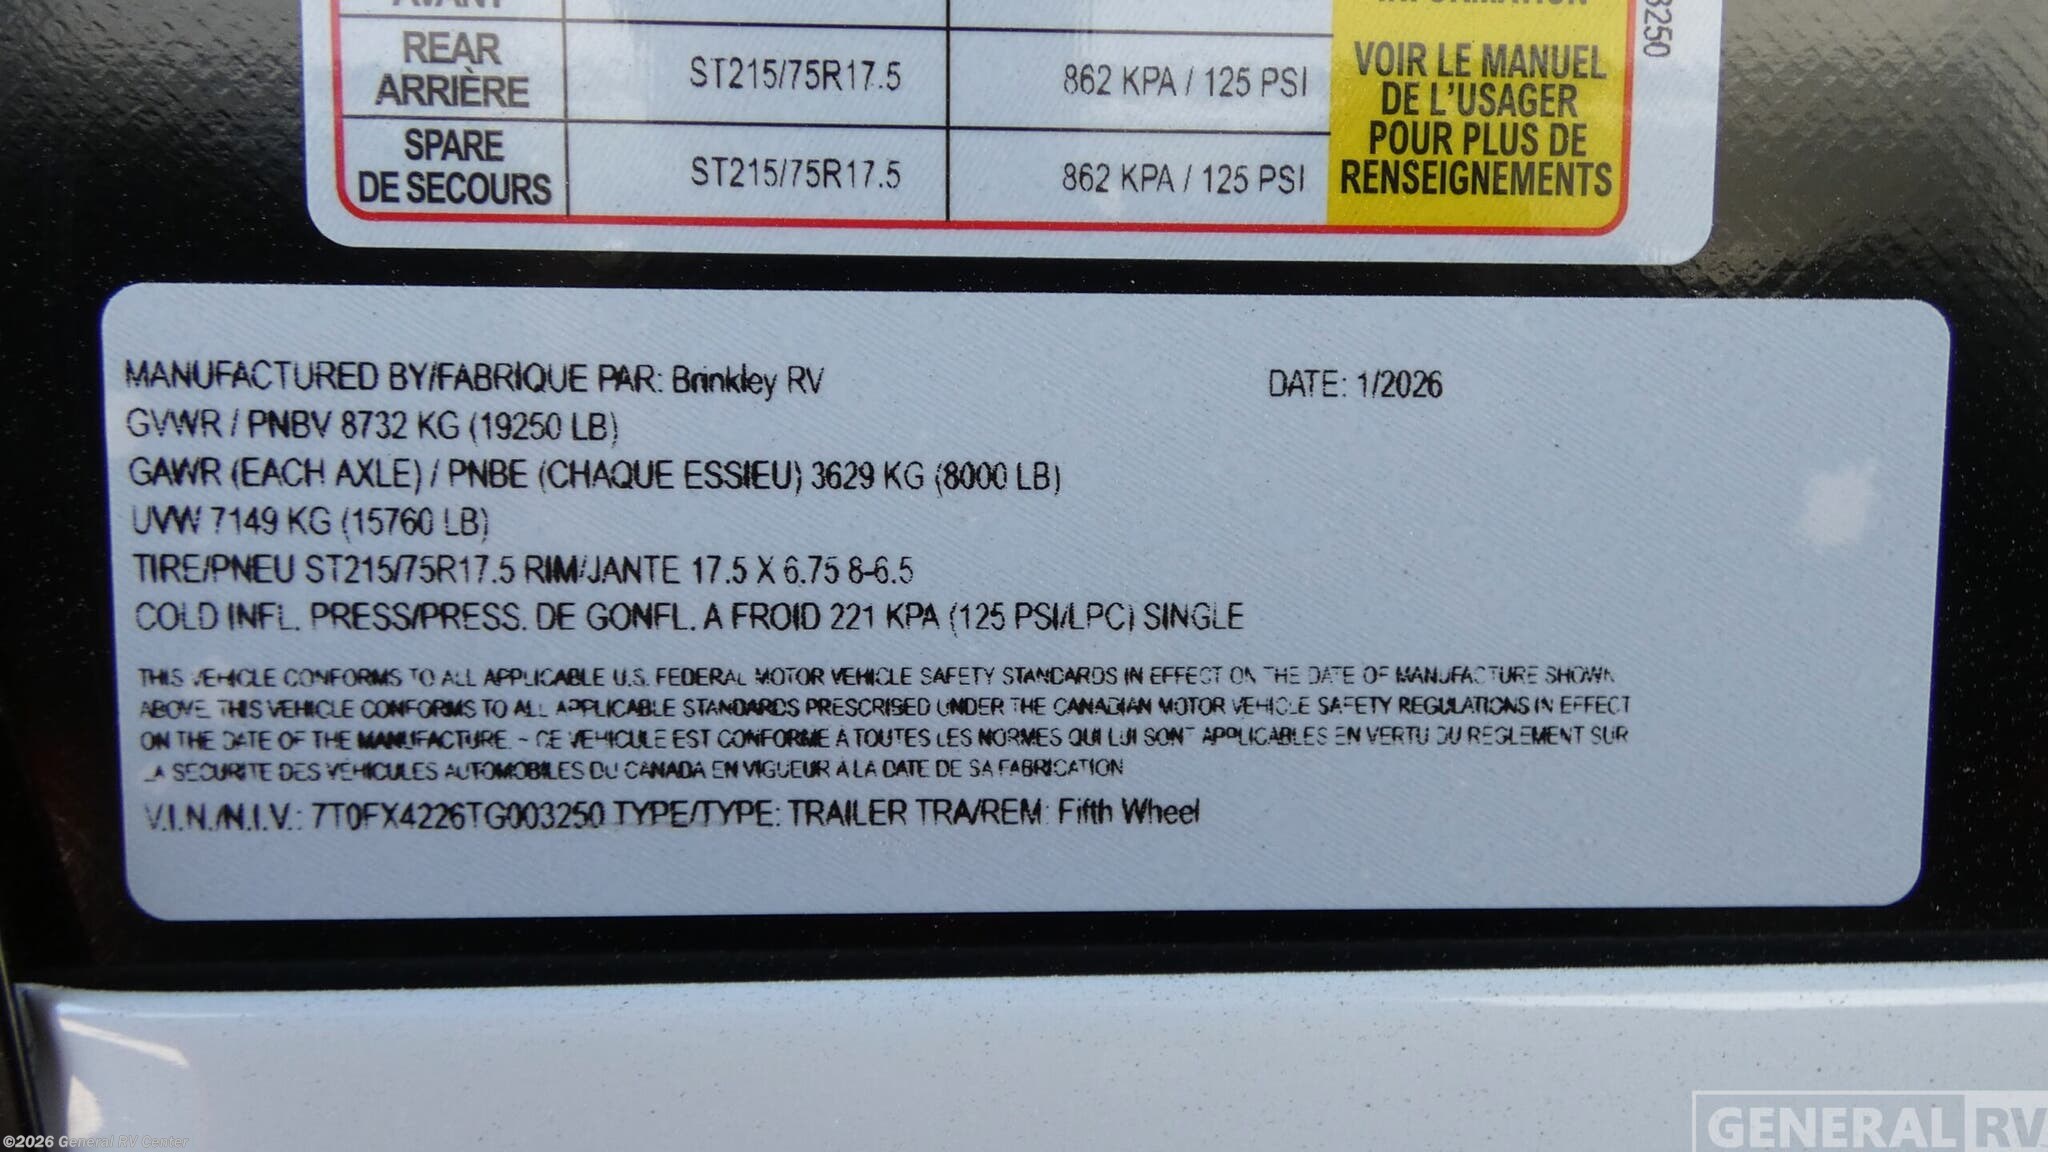 REAR
ARRIÈRE
ST215/75R17.5
862 KPA / 125 PSI
SPARE
DE SECOURS
ST215/75R17.5
862 KPA / 125 PSI
VOIR LE MANUEL
DE L'USAGER
POUR PLUS DE
RENSEIGNEMENTS
3250
MANUFACTURED BY/FABRIQUE PAR: Brinkley RV DATE: 1/2026
GVWR / PNBV 8732 KG (19250 LB)
GAWR (EACH AXLE) / PNBE (CHAQUE ESSIEU) 3629 KG (8000 LB)
UVW 7149 KG (15760 LB)
TIRE/PNEU ST215/75R17.5 RIM/JANTE 17.5 X 6.75 8-6.5
COLD INFL. PRESS/PRESS. DE GONFL. A FROID 221 KPA (125 PSI/LPC) SINGLE
THIS VEHICLE CONFORMS TO ALL APPLICABLE U.S. FEDERAL MOTOR VEHICLE SAFETY STANDARDS IN EFFECT ON THE DATE OF MANUFACTURE SHOWN
ABOVE. THIS VEHICLE CONFORMS TO ALL APPLICABLE STANDARDS PRESCRISED UNDER THE CANADIAN MOTOR VEHICLE SAFETY REGULATIONS IN EFFECT
ON THE DATE OF THE MANUFACTURE. - CE VEHICULE EST CONFORME A TOUTES LES NORMES QUI LUI SONT APPLICABLES EN VERTU DU REGLEMENT SUR
LA SECURITE DES VEHICULES AUTOMOBILES DU CANADA EN VIGUEUR A LA DATE DE SA FABRICATION
V.I.N./N.I.V.: 7T0FX4226TG003250 TYPE/TYPE: TRAILER TRA/REM: Fifth Wheel
©2026 General RV Center
GENERAL RV